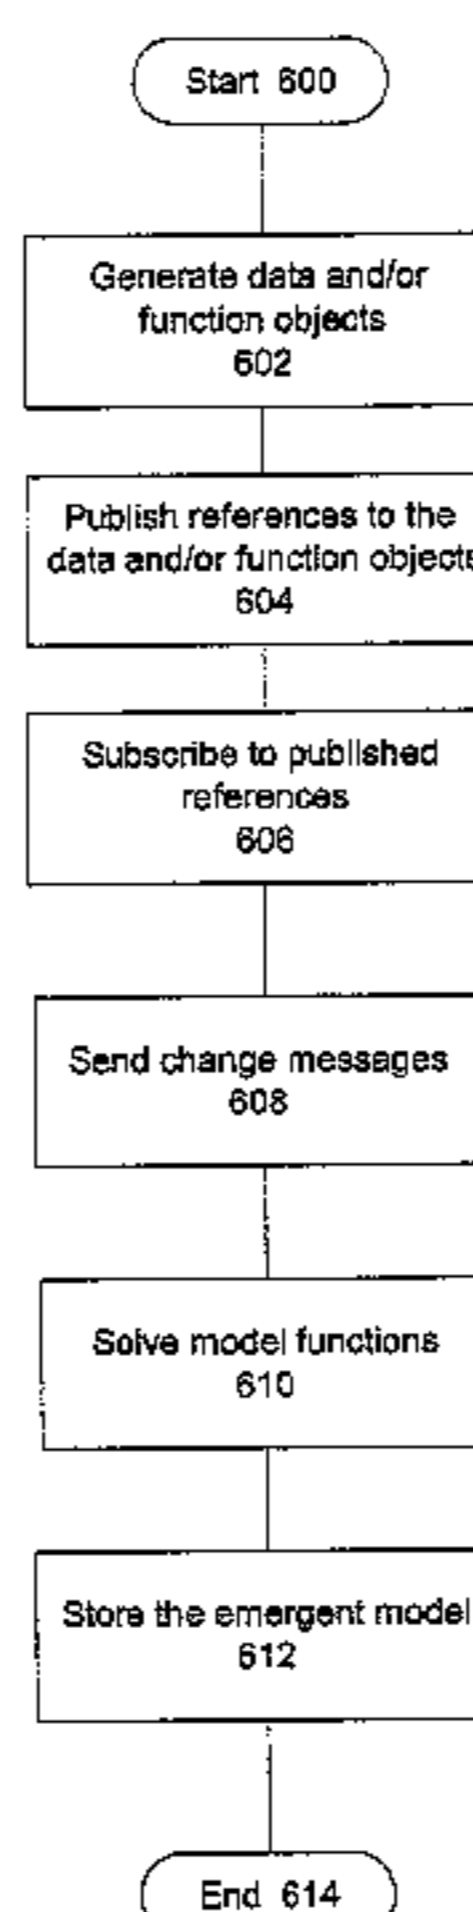 Start 600
Generate data and/or
function objects
602
Publish references to the
data and/or function objects
604
Subscribe to published
references
606
Send change messages
608
Solve model functions
610
Store the emergent model
612
End 614